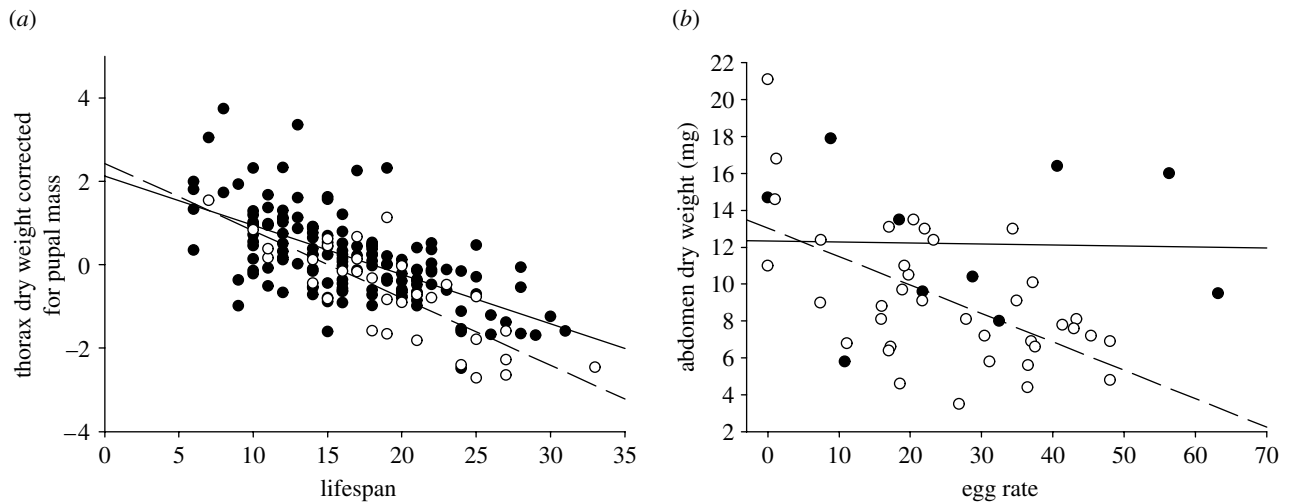 (a)
(b)
thorax dry weight corrected
for pupal mass
4
2
0
−2
−4
0 5 10 15 20 25 30 35
lifespan
abdomen dry weight (mg)
22
20
18
16
14
12
10
8
6
4
2
0 10 20 30 40 50 60 70
egg rate